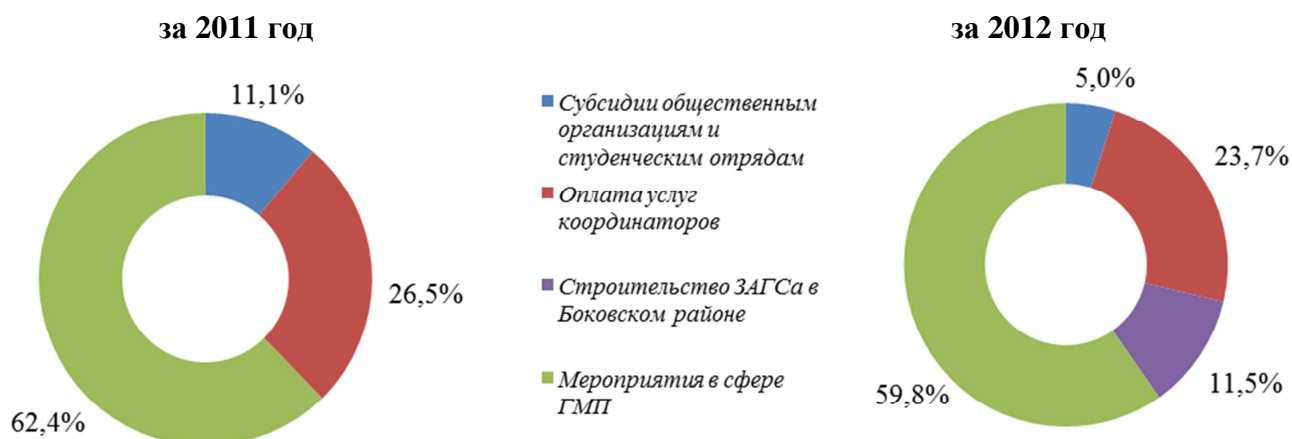 за 2011 год
11,1%
26,5%
62,4%
Субсидии общественным
организациям и
студенческим отрядам
Оплата услуг
координаторов
Строительство ЗАГСа в
Боковском районе
Мероприятия в сфере
ГМП
за 2012 год
5,0%
23,7%
11,5%
59,8%